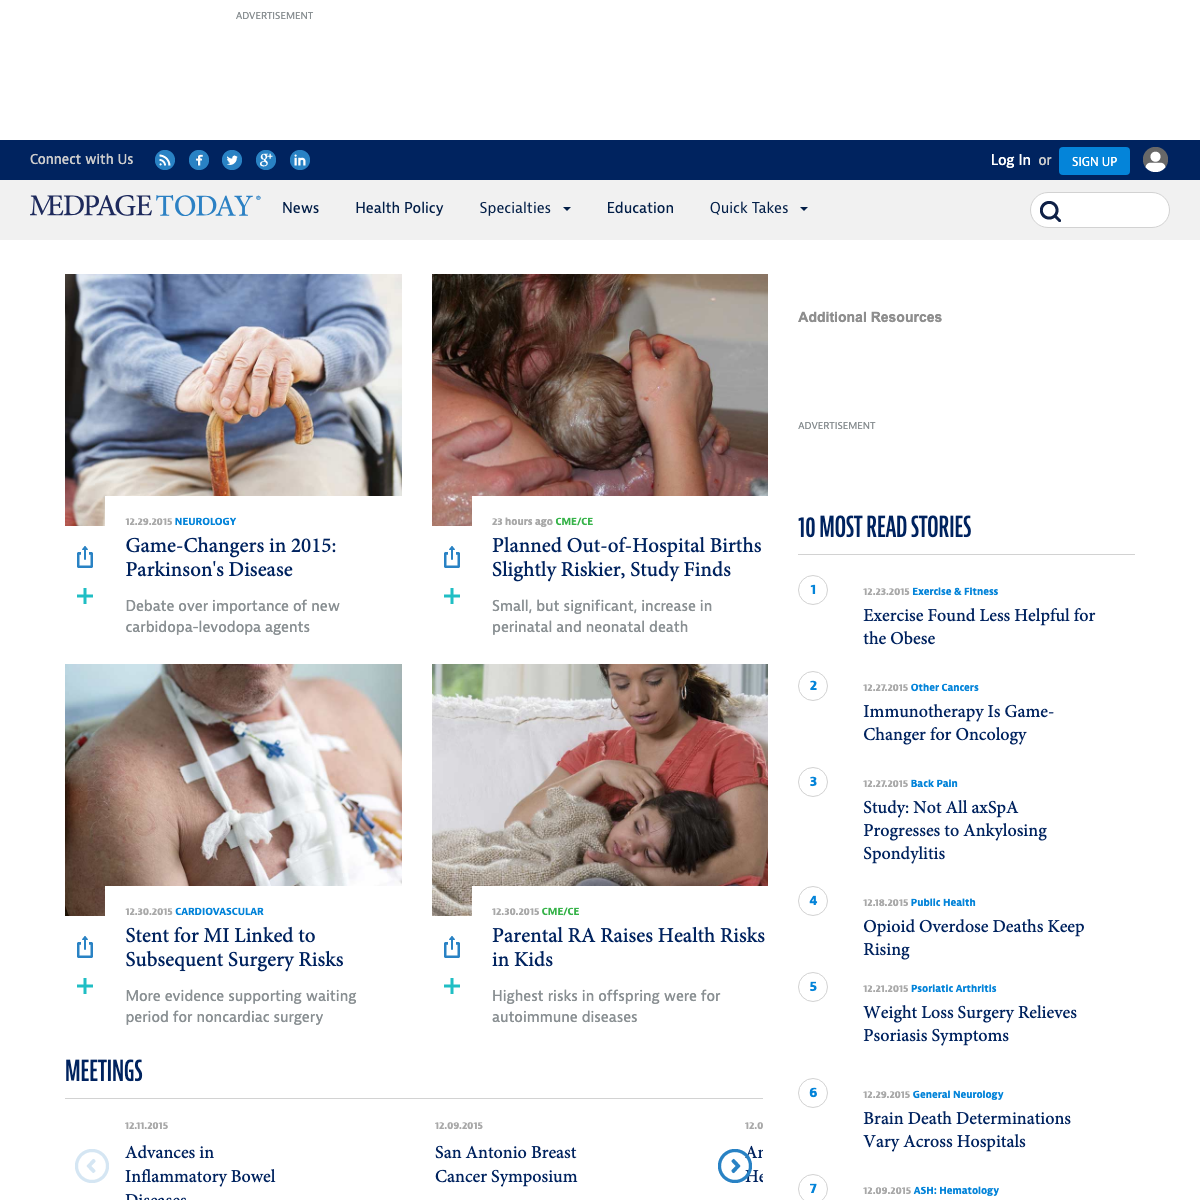 ADVERTISEMENT
Connect with Us
Log In or SIGN UP
MEDPAGE TODAY®
News Health Policy Specialties Education Quick Takes
12.29.2015 NEUROLOGY
Game-Changers in 2015:
Parkinson's Disease
Debate over importance of new
carbidopa-levodopa agents
23 hours ago CME/CE
Planned Out-of-Hospital Births
Slightly Riskier, Study Finds
Small, but significant, increase in
perinatal and neonatal death
12.30.2015 CARDIOVASCULAR
Stent for MI Linked to
Subsequent Surgery Risks
More evidence supporting waiting
period for noncardiac surgery
12.30.2015 CME/CE
Parental RA Raises Health Risks
in Kids
Highest risks in offspring were for
autoimmune diseases
MEETINGS
12.11.2015
Advances in
Inflammatory Bowel
Diseases
12.09.2015
San Antonio Breast
Cancer Symposium
12.0
Ar
He
Additional Resources
ADVERTISEMENT
10 MOST READ STORIES
1
12.23.2015 Exercise & Fitness
Exercise Found Less Helpful for
the Obese
2
12.27.2015 Other Cancers
Immunotherapy Is Game-
Changer for Oncology
3
12.27.2015 Back Pain
Study: Not All axSpA
Progresses to Ankylosing
Spondylitis
4
12.18.2015 Public Health
Opioid Overdose Deaths Keep
Rising
5
12.21.2015 Psoriatic Arthritis
Weight Loss Surgery Relieves
Psoriasis Symptoms
6
12.29.2015 General Neurology
Brain Death Determinations
Vary Across Hospitals
7
12.09.2015 ASH: Hematology